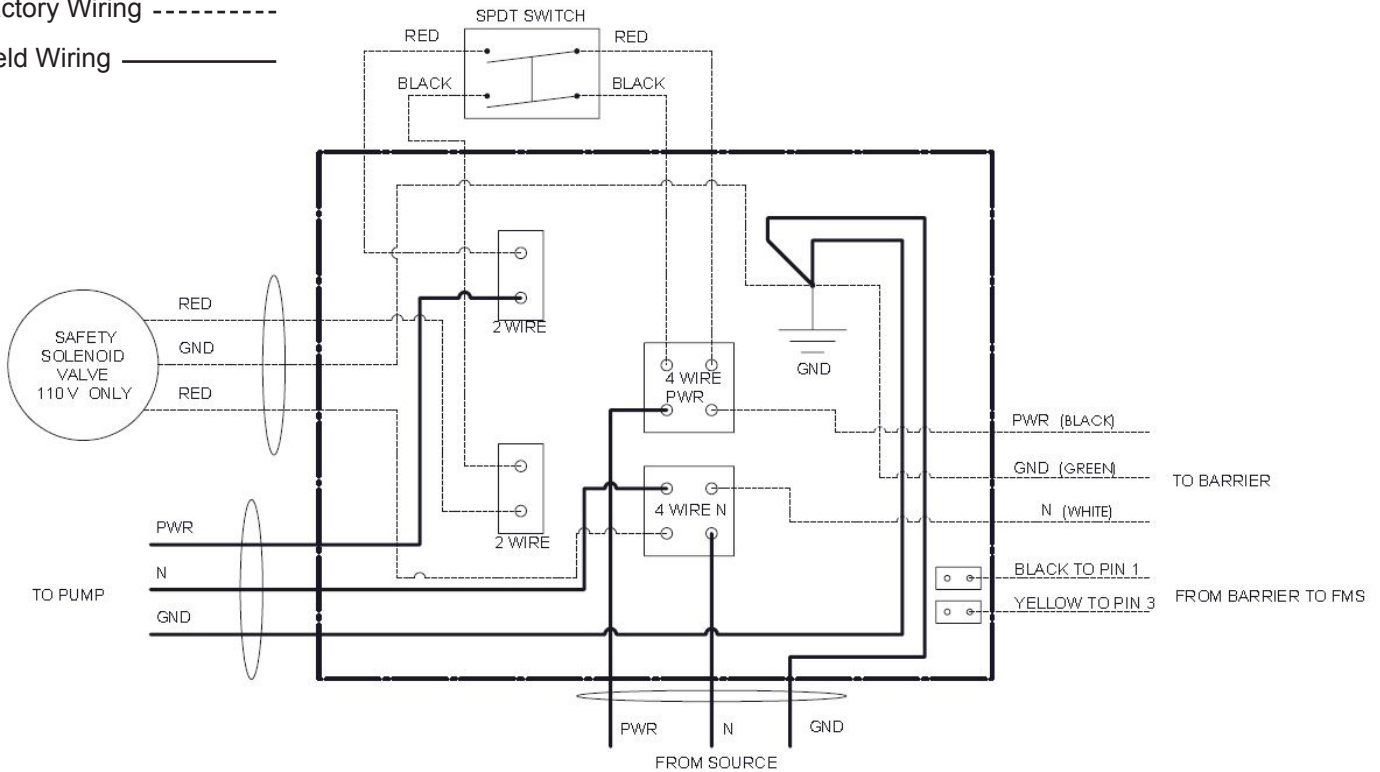 ctory Wiring
eld Wiring
SPDT SWITCH
RED
RED
BLACK
BLACK
2 WIRE
RED
SAFETY
SOLENOID
VALVE
110 V ONLY
GND
RED
4 WIRE
PWR
GND
PWR (BLACK)
GND (GREEN)
TO BARRIER
N (WHITE)
4 WIRE N
2 WIRE
PWR
N
TO PUMP
GND
BLACK TO PIN 1
YELLOW TO PIN 3
FROM BARRIER TO FMS
PWR
N
GND
FROM SOURCE